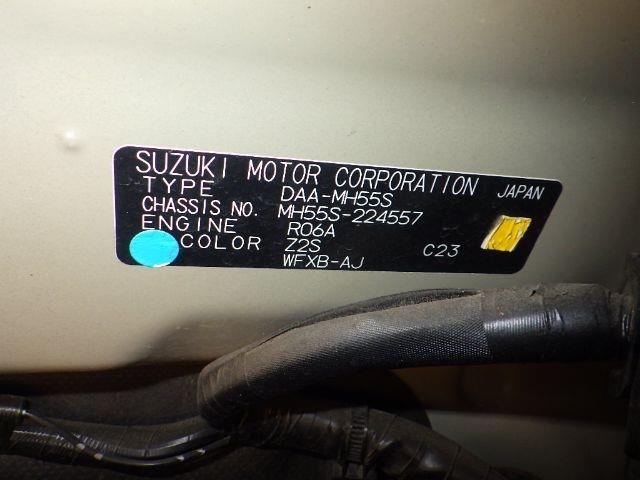 SUZUKI MOTOR CORPORATION JAPAN
TYPE DAA-MH55S
CHASSIS NO. MH55S-224557
ENGINE R06A
COLOR Z2S C23
WFXB-AJ